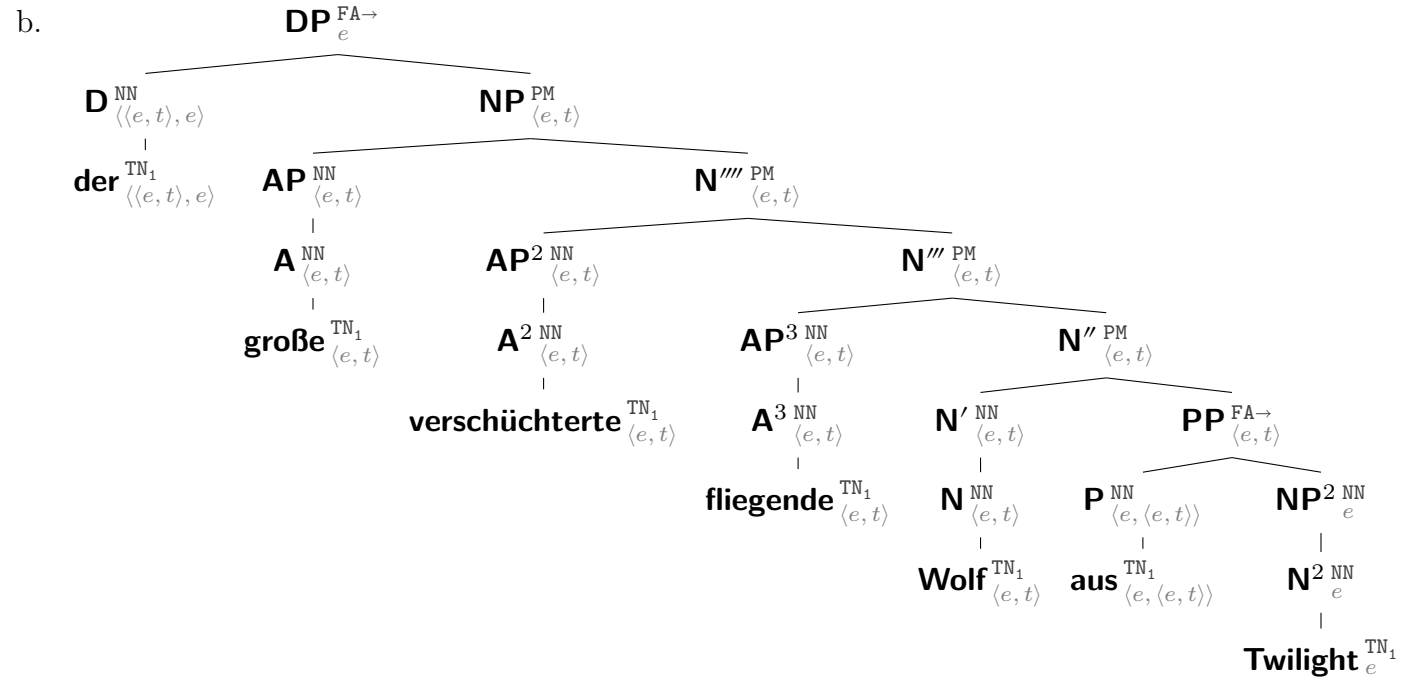 b. DP FA→ e
D NN ⟨⟨e, t⟩, e⟩ NP PM ⟨e, t⟩
der TN₁ ⟨⟨e, t⟩, e⟩ AP NN ⟨e, t⟩ N′′′′ PM ⟨e, t⟩
A NN ⟨e, t⟩ AP² NN ⟨e, t⟩ N′′′ PM ⟨e, t⟩
große TN₁ ⟨e, t⟩ A² NN ⟨e, t⟩ AP³ NN ⟨e, t⟩ N′′ PM ⟨e, t⟩
verschüchterte TN₁ ⟨e, t⟩ A³ NN ⟨e, t⟩ N′ NN ⟨e, t⟩ PP FA→ ⟨e, t⟩
fliegende TN₁ ⟨e, t⟩ N NN ⟨e, t⟩ P NN ⟨e, ⟨e, t⟩⟩ NP² NN e
Wolf TN₁ ⟨e, t⟩ aus TN₁ ⟨e, ⟨e, t⟩⟩ N² NN e
Twilight TN₁ e